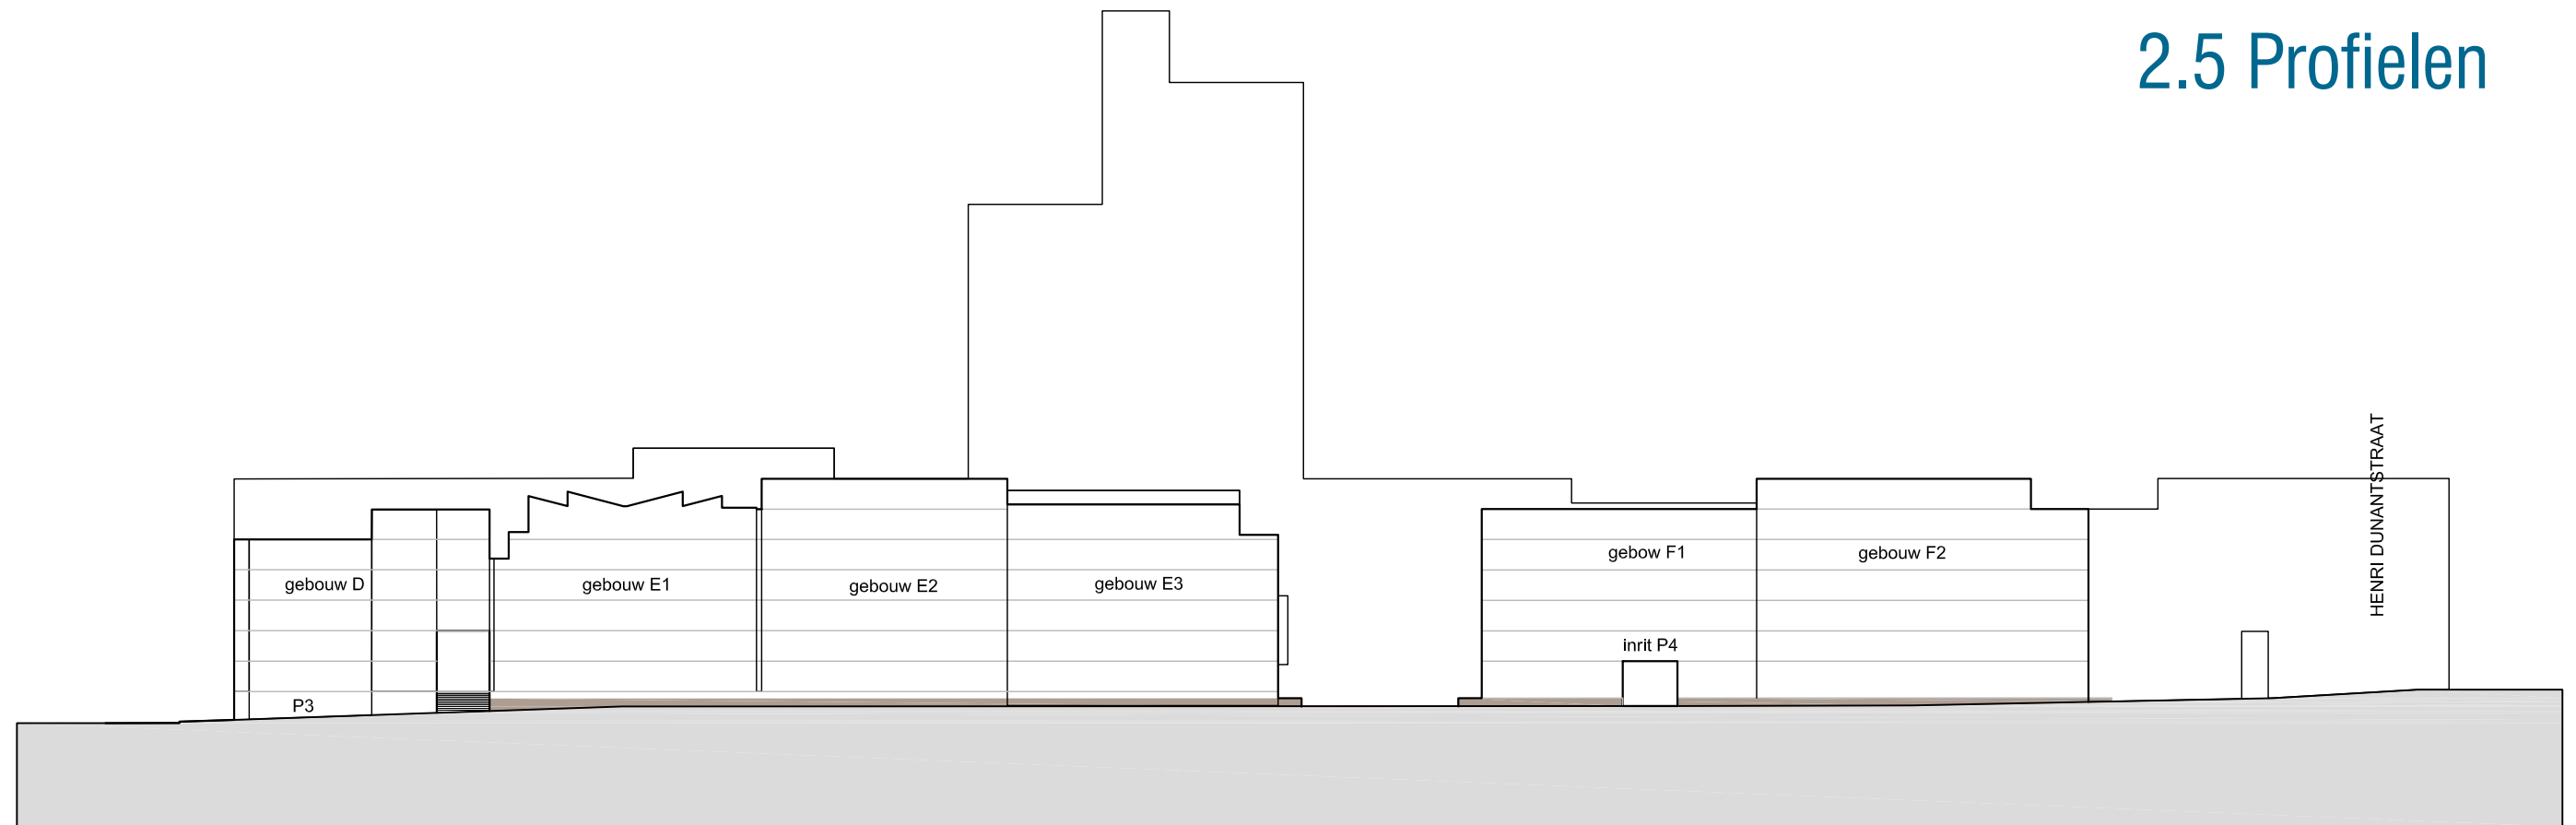 2.5 Profielen
HENRI DUNANTSTRAAT
gebow F1
gebouw F2
gebouw D
gebouw E1
gebouw E2
gebouw E3
inrit P4
P3